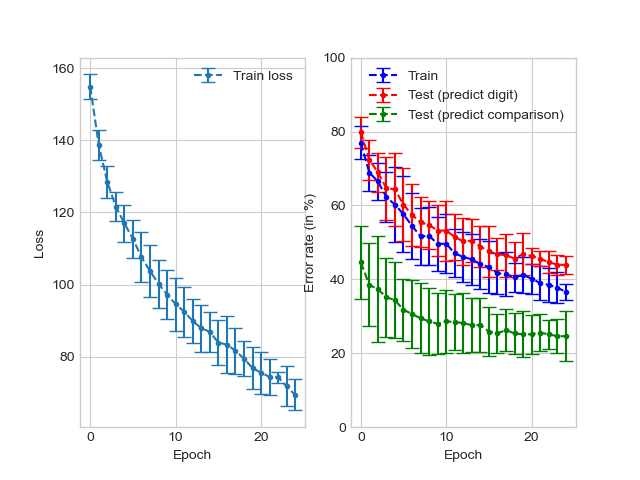 Train loss
160
140
120
100
80
Loss
0
10
20
Epoch
Train
Test (predict digit)
Test (predict comparison)
100
80
60
40
20
0
Error rate (in %)
0
10
20
Epoch